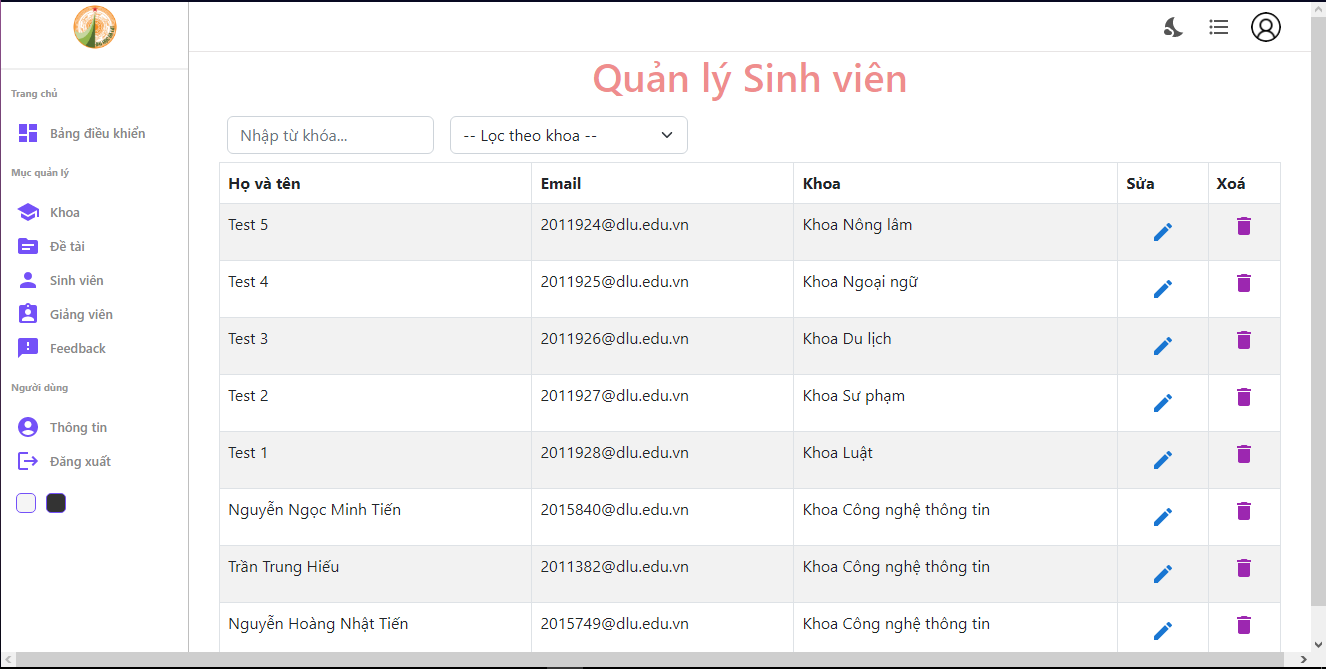 Trang chủ
Bảng điều khiển
Mục quản lý
Khoa
Đề tài
Sinh viên
Giảng viên
Feedback
Người dùng
Thông tin
Đăng xuất
Quản lý Sinh viên
Nhập từ khóa...
-- Lọc theo khoa --
Họ và tên Email Khoa Sửa Xoá
Test 5 2011924@dlu.edu.vn Khoa Nông lâm
Test 4 2011925@dlu.edu.vn Khoa Ngoại ngữ
Test 3 2011926@dlu.edu.vn Khoa Du lịch
Test 2 2011927@dlu.edu.vn Khoa Sư phạm
Test 1 2011928@dlu.edu.vn Khoa Luật
Nguyễn Ngọc Minh Tiến 2015840@dlu.edu.vn Khoa Công nghệ thông tin
Trần Trung Hiếu 2011382@dlu.edu.vn Khoa Công nghệ thông tin
Nguyễn Hoàng Nhật Tiến 2015749@dlu.edu.vn Khoa Công nghệ thông tin